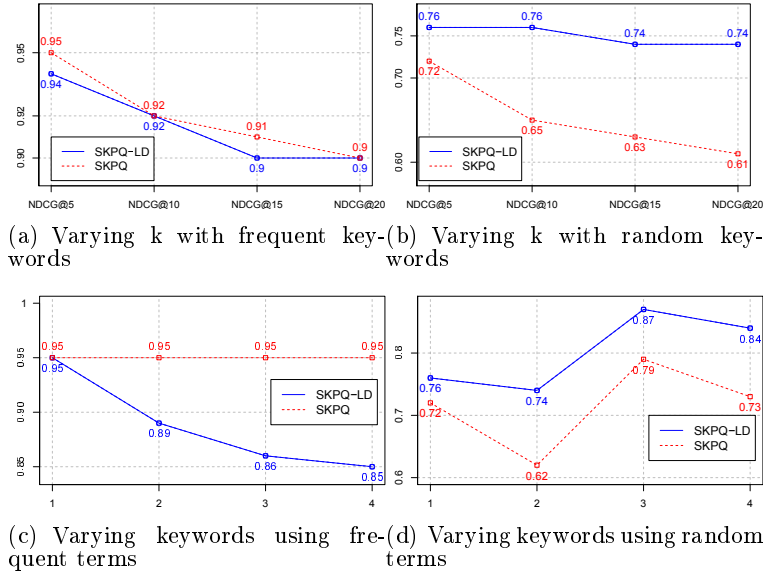 0.95
0.92
0.90
0.95
0.94
0.92
0.92
0.91
0.9
0.9
0.9
SKPQ-LD
SKPQ
NDCG@5 NDCG@10 NDCG@15 NDCG@20
(a) Varying k with frequent key-
words
0.75
0.70
0.60
0.76
0.76
0.74
0.74
0.72
0.65
0.63
0.61
SKPQ-LD
SKPQ
NDCG@5 NDCG@10 NDCG@15 NDCG@20
(b) Varying k with random key-
words
1
0.95
0.90
0.85
0.95
0.95
0.95
0.95
0.95
0.89
0.86
0.85
SKPQ-LD
SKPQ
1 2 3 4
(c) Varying keywords using fre-
quent terms
0.8
0.7
0.6
0.76
0.74
0.87
0.84
0.72
0.62
0.79
0.73
SKPQ-LD
SKPQ
1 2 3 4
(d) Varying keywords using random
terms